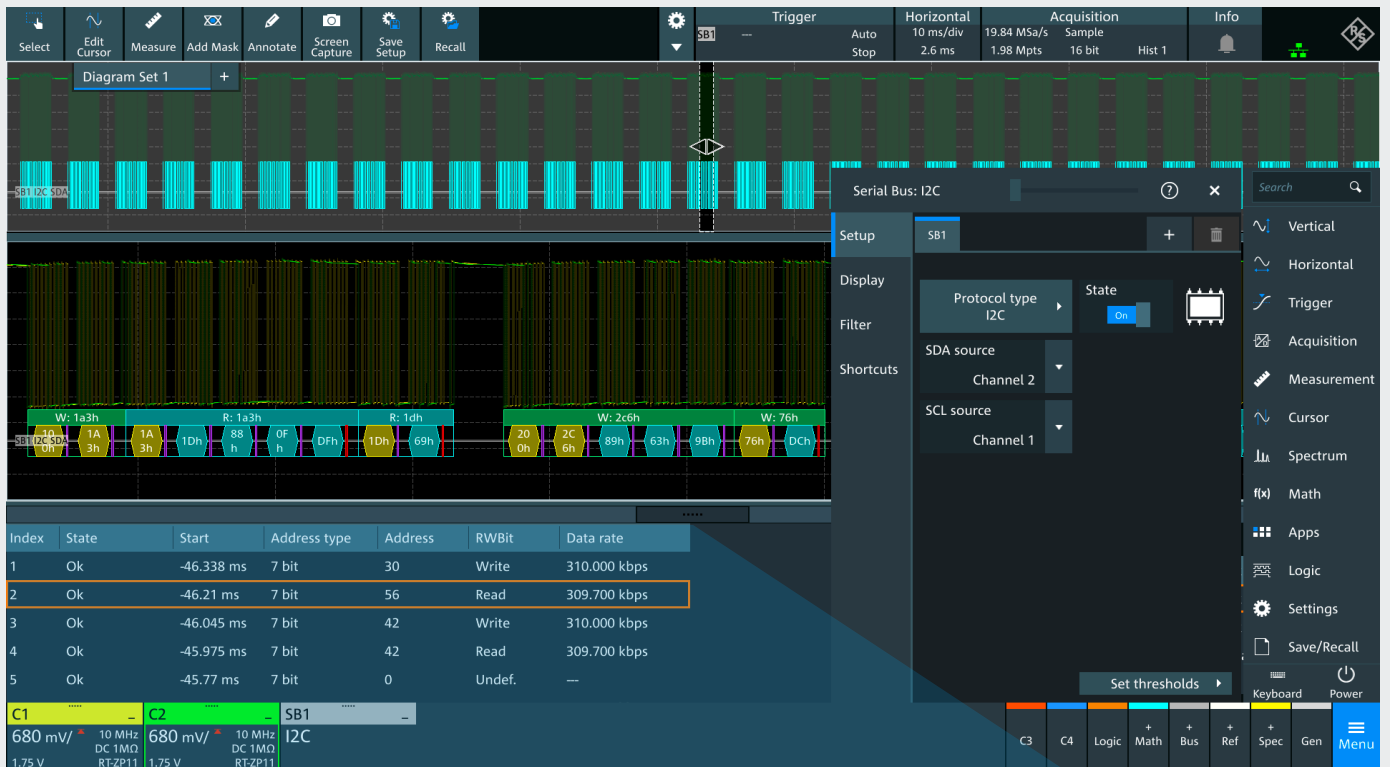 Select
Edit Cursor
Measure
Add Mask
Annotate
Screen Capture
Save Setup
Recall
SB1
---
Trigger
Auto
Stop
Horizontal
10 ms/div
2.6 ms
Acquisition
19.84 MSa/s Sample
1.98 Mpts 16 bit Hist 1
Info
R&S
Diagram Set 1 +
SB1 I2C SDA
W: 1a3h R: 1a3h R: 1dh W: 2c6h W: 76h
SB1 I2C SDA
10 0h 1A 3h 1A 3h 1Dh 88 h 0F h DFh 1Dh 69h 20 0h 2C 6h 89h 63h 9Bh 76h DCh
Index State Start Address type Address RWBit Data rate
1 Ok -46.338 ms 7 bit 30 Write 310.000 kbps
2 Ok -46.21 ms 7 bit 56 Read 309.700 kbps
3 Ok -46.045 ms 7 bit 42 Write 310.000 kbps
4 Ok -45.975 ms 7 bit 42 Read 309.700 kbps
5 Ok -45.77 ms 7 bit 0 Undef. ---
Serial Bus: I2C ? ×
Setup
Display
Filter
Shortcuts
SB1 +
Protocol type
I2C
State
On
SDA source
Channel 2
SCL source
Channel 1
Set thresholds
Search
Vertical
Horizontal
Trigger
Acquisition
Measurement
Cursor
Spectrum
f(x) Math
Apps
Logic
Settings
Save/Recall
Keyboard
Power
C1
680 mV/ 10 MHz
DC 1MΩ
1.75 V RT-ZP11
C2
680 mV/ 10 MHz
DC 1MΩ
1.75 V RT-ZP11
SB1
I2C
C3
C4
Logic
+ Math
+ Bus
+ Ref
+ Spec
Gen
Menu